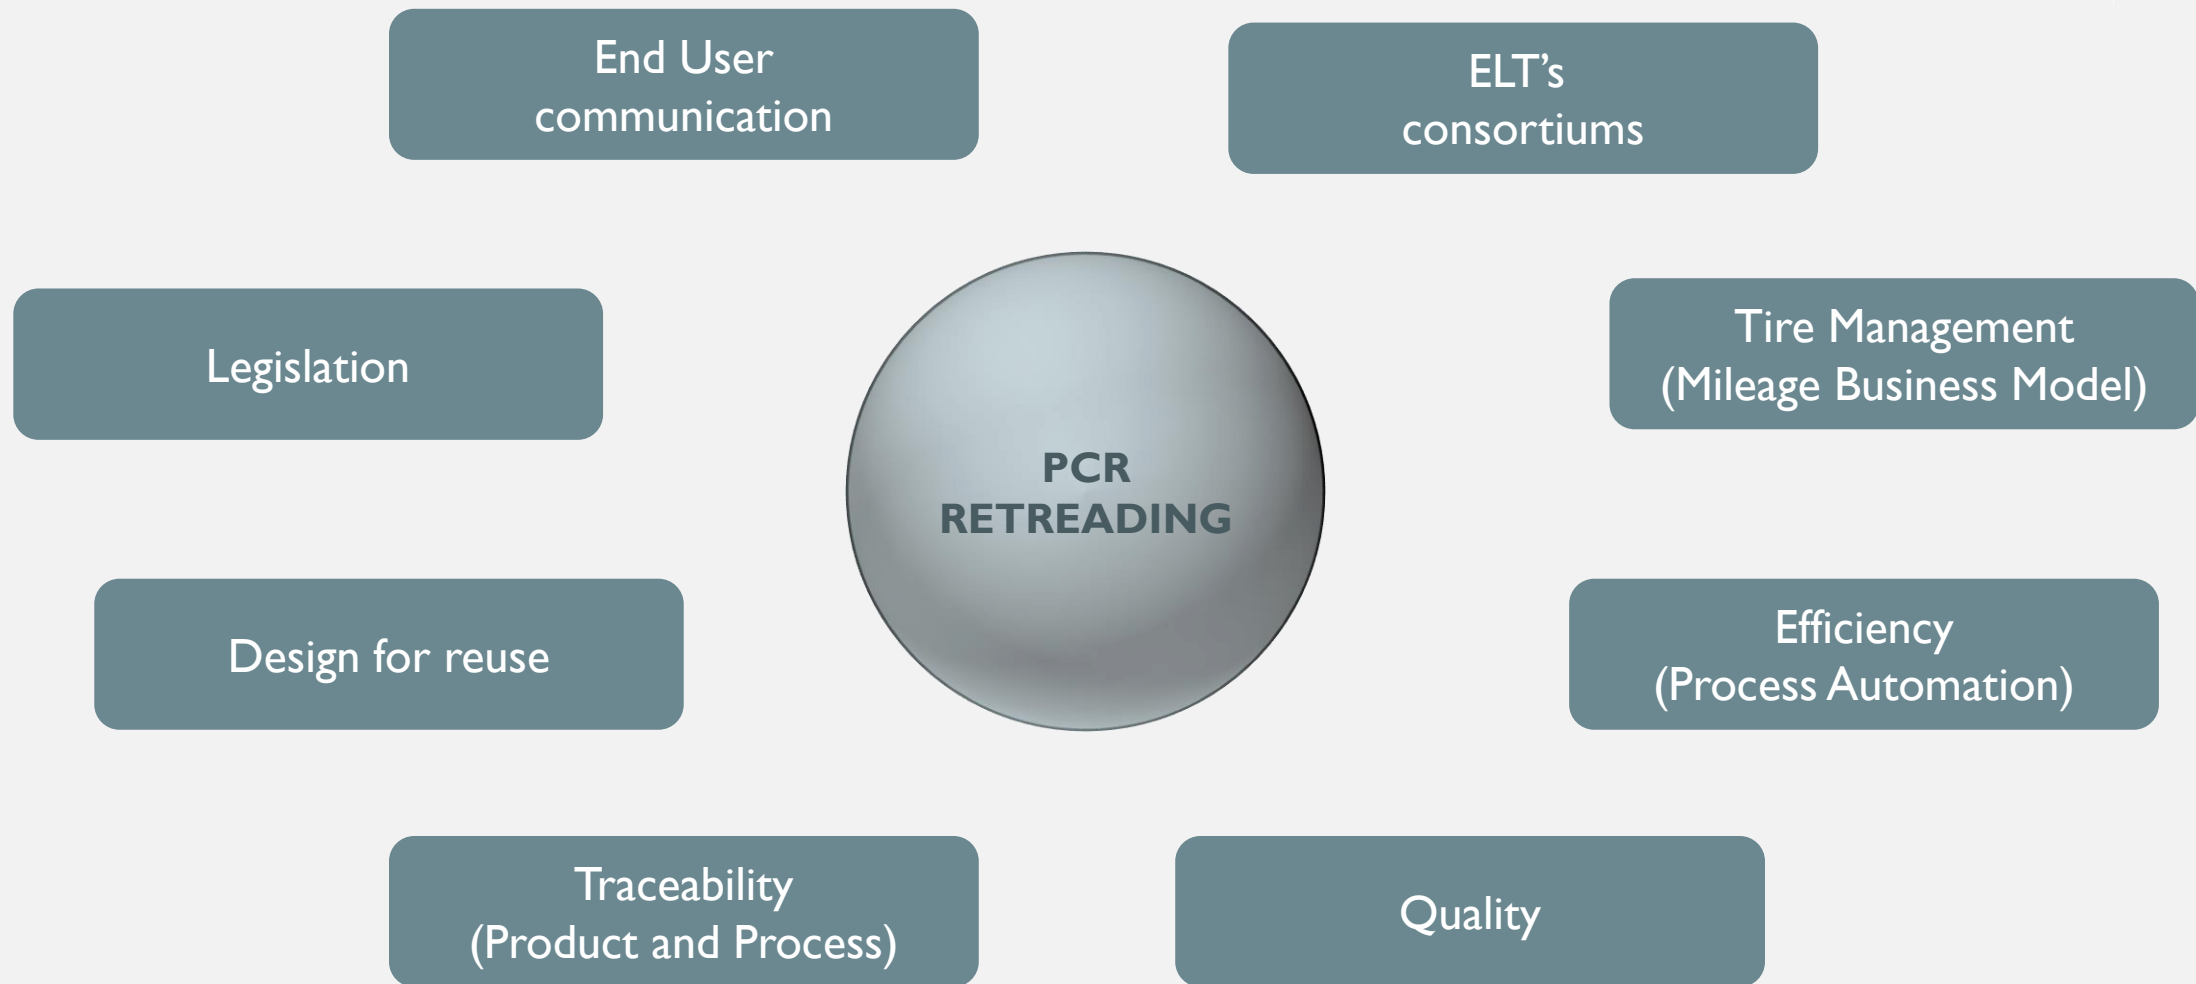 End User
communication
ELT’s
consortiums
Legislation
Tire Management
(Mileage Business Model)
PCR
RETREADING
Design for reuse
Efficiency
(Process Automation)
Traceability
(Product and Process)
Quality